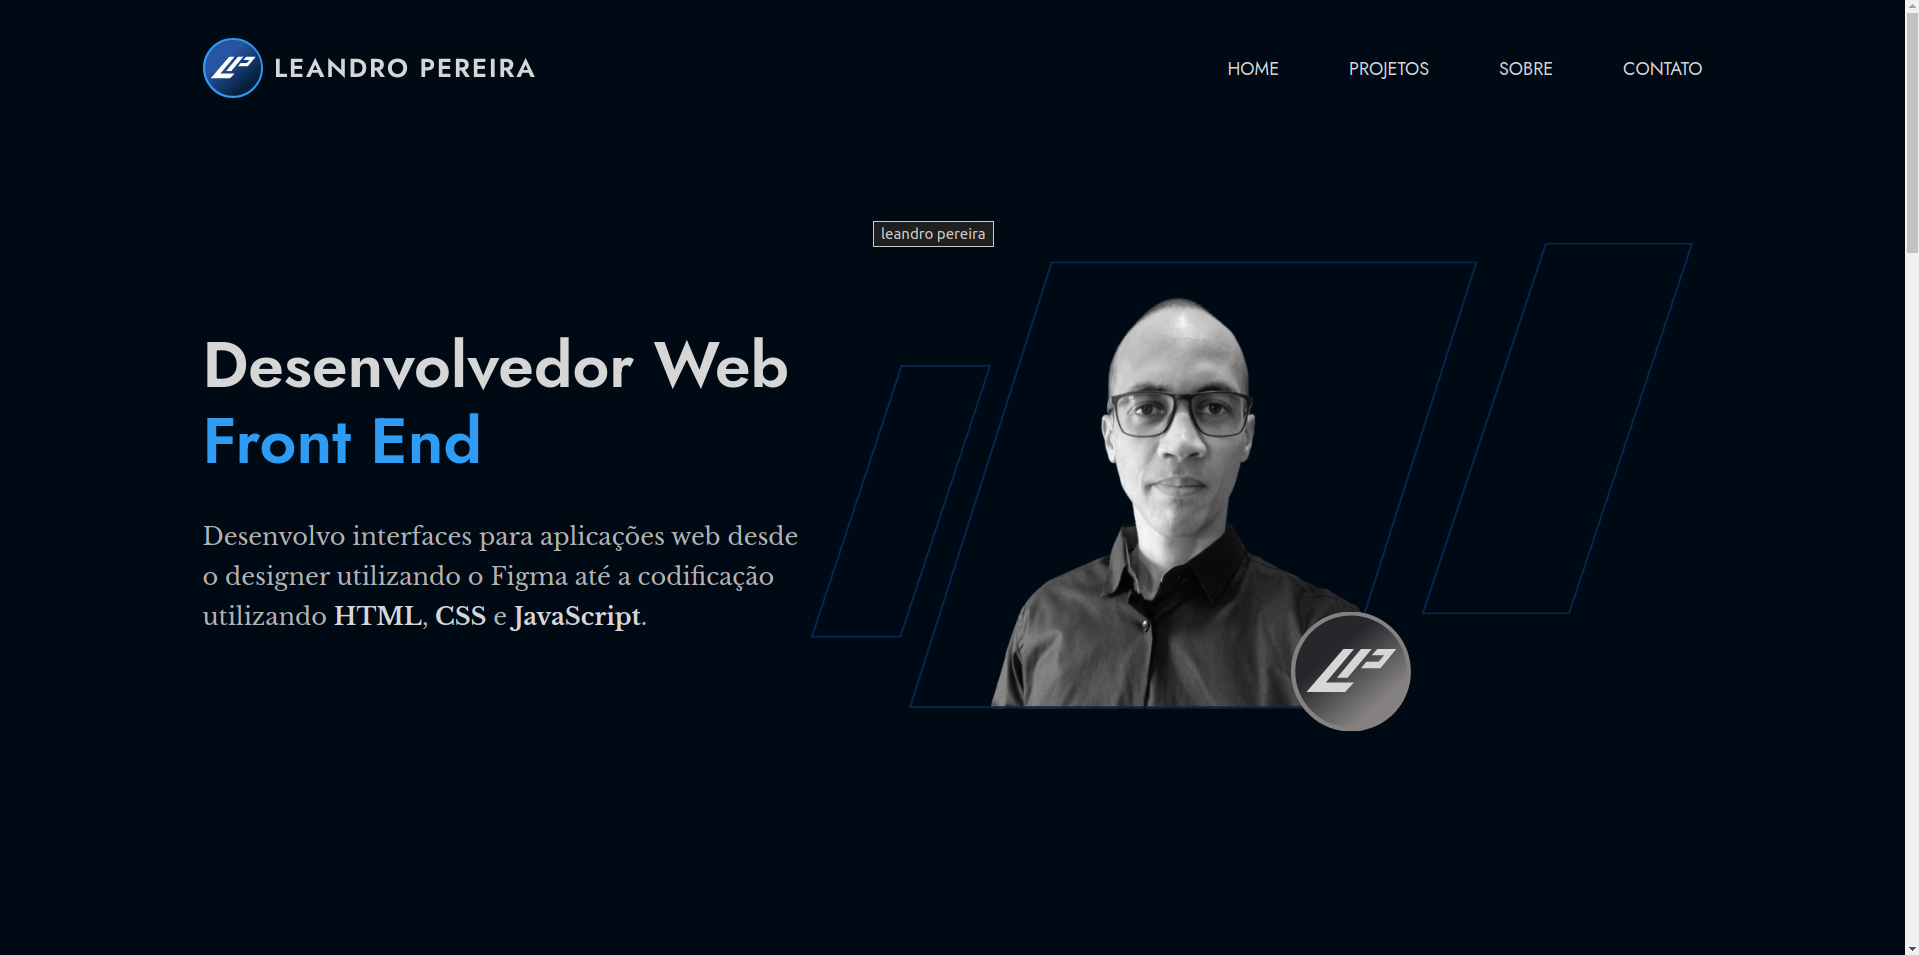 LEANDRO PEREIRA
HOME
PROJETOS
SOBRE
CONTATO
leandro pereira
Desenvolvedor Web
Front End
Desenvolvo interfaces para aplicações web desde
o designer utilizando o Figma até a codificação
utilizando HTML, CSS e JavaScript.